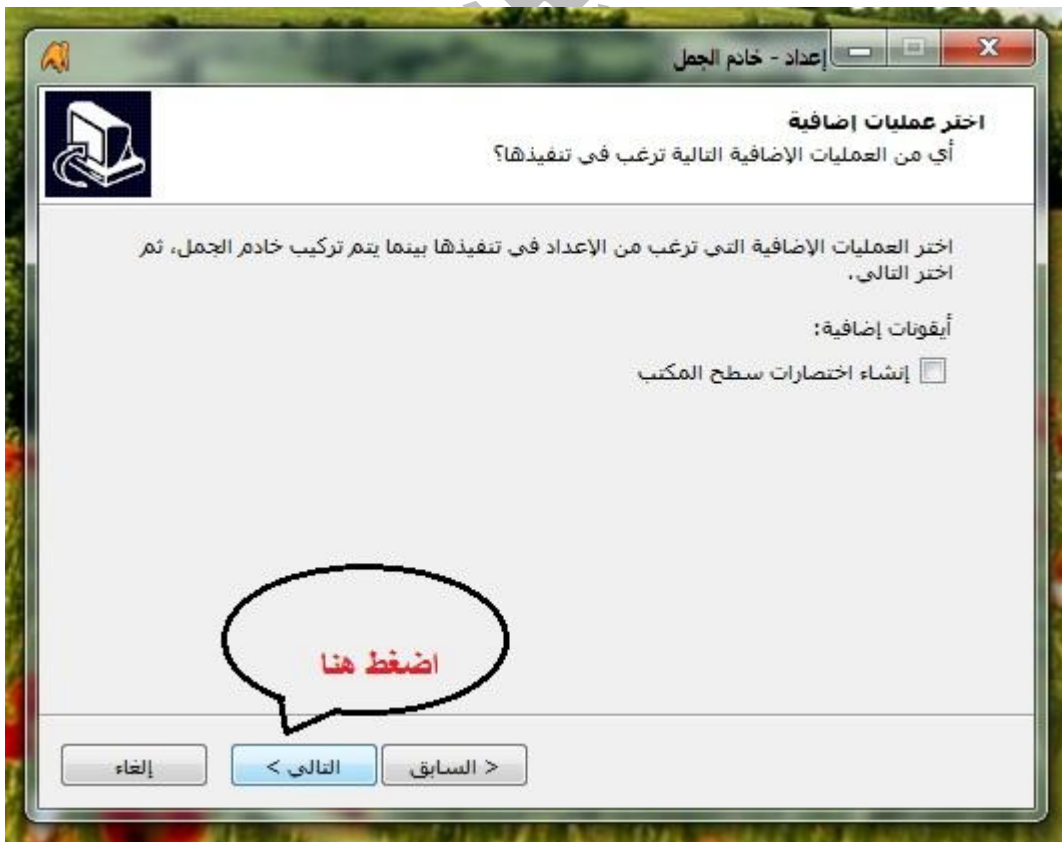 إعداد - خادم الجمل
اختر عمليات إضافية
أي من العمليات الإضافية التالية ترغب في تنفيذها؟
اختر العمليات الإضافية التي ترغب من الإعداد في تنفيذها بينما يتم تركيب خادم الجمل، ثم
اختر التالي.
أيقونات إضافية:
إنشاء اختصارات سطح المكتب
اضغط هنا
< السابق
التالي >
إلغاء